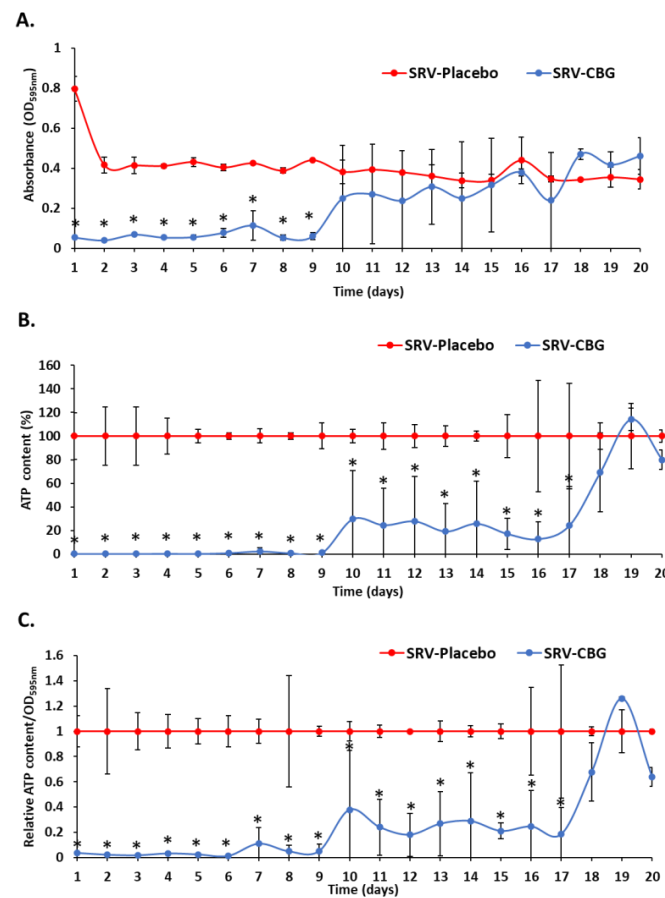 A.
SRV-Placebo SRV-CBG
Absorbance (OD595nm)
1
0.8
0.6
0.4
0.2
0
* * * * * * * * *
1 2 3 4 5 6 7 8 9 10 11 12 13 14 15 16 17 18 19 20
Time (days)
B.
SRV-Placebo SRV-CBG
ATP content (%)
160
140
120
100
80
60
40
20
0
* * * * * * * * * * * * * * * * *
1 2 3 4 5 6 7 8 9 10 11 12 13 14 15 16 17 18 19 20
Time (days)
C.
SRV-Placebo SRV-CBG
Relative ATP content/OD595nm
1.6
1.4
1.2
1
0.8
0.6
0.4
0.2
0
* * * * * * * * * * * * * * * * *
1 2 3 4 5 6 7 8 9 10 11 12 13 14 15 16 17 18 19 20
Time (days)